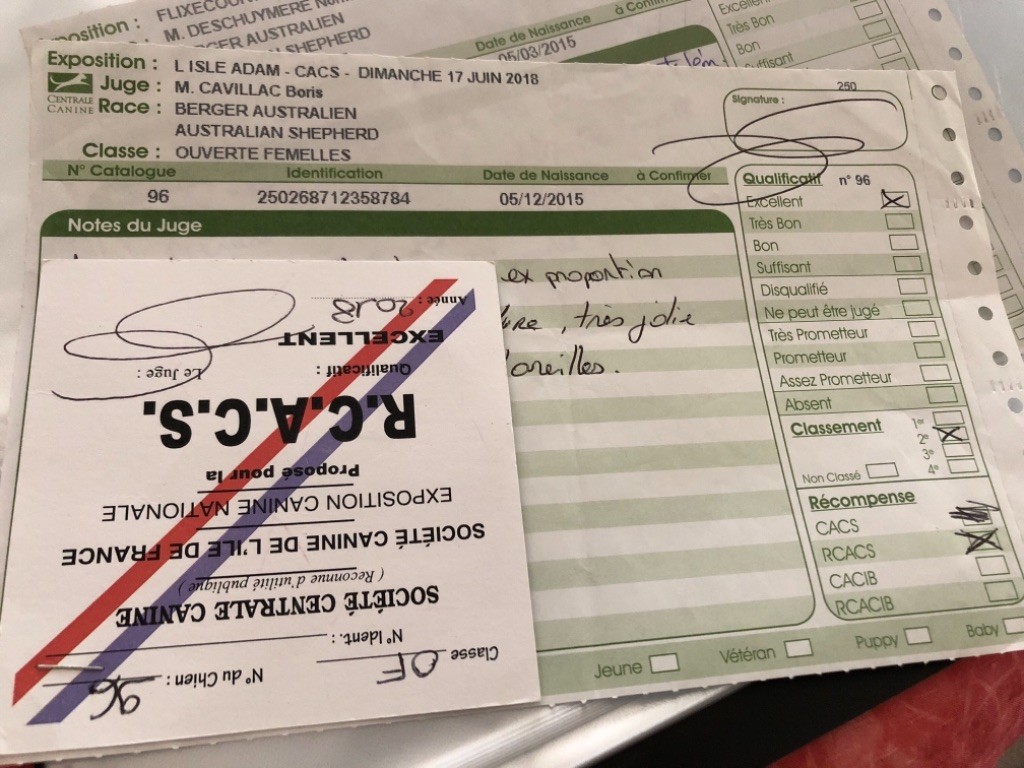 Exposition : FLIXECOU
M. DESCHUYMERE
BERGER AUSTRALIEN
SHEPHERD
Date de Naissance
à Confirmer
05/03/2015
Excellent
Très Bon
Bon
Suffisant
Exposition : L ISLE ADAM - CACS - DIMANCHE 17 JUIN 2018
CENTRALE CANINE
Juge : M. CAVILLAC Boris
Race : BERGER AUSTRALIEN
AUSTRALIAN SHEPHERD
Classe : OUVERTE FEMELLES
250
Signature :
N° Catalogue Identification Date de Naissance à Confirmer
96 250268712358784 05/12/2015
Notes du Juge
ex proportion
, très jolie
oreilles.
Qualificatif n° 96
Excellent
Très Bon
Bon
Suffisant
Disqualifié
Ne peut être jugé
Très Prometteur
Prometteur
Assez Prometteur
Absent
Classement
1er
2e
3e
4e
Non Classé
Récompense
CACS
RCACS
CACIB
RCACIB
Jeune Vétéran Puppy Baby
N° du Chien : 96
Classe OF
N° Ident. :
SOCIÉTÉ CENTRALE CANINE
( Reconnue d'utilité publique )
SOCIÉTÉ CANINE DE L'ILE DE FRANCE
EXPOSITION CANINE NATIONALE
Proposé pour la
R.C.A.C.S.
Qualificatif : Le Juge :
EXCELLENT
Année : 2018